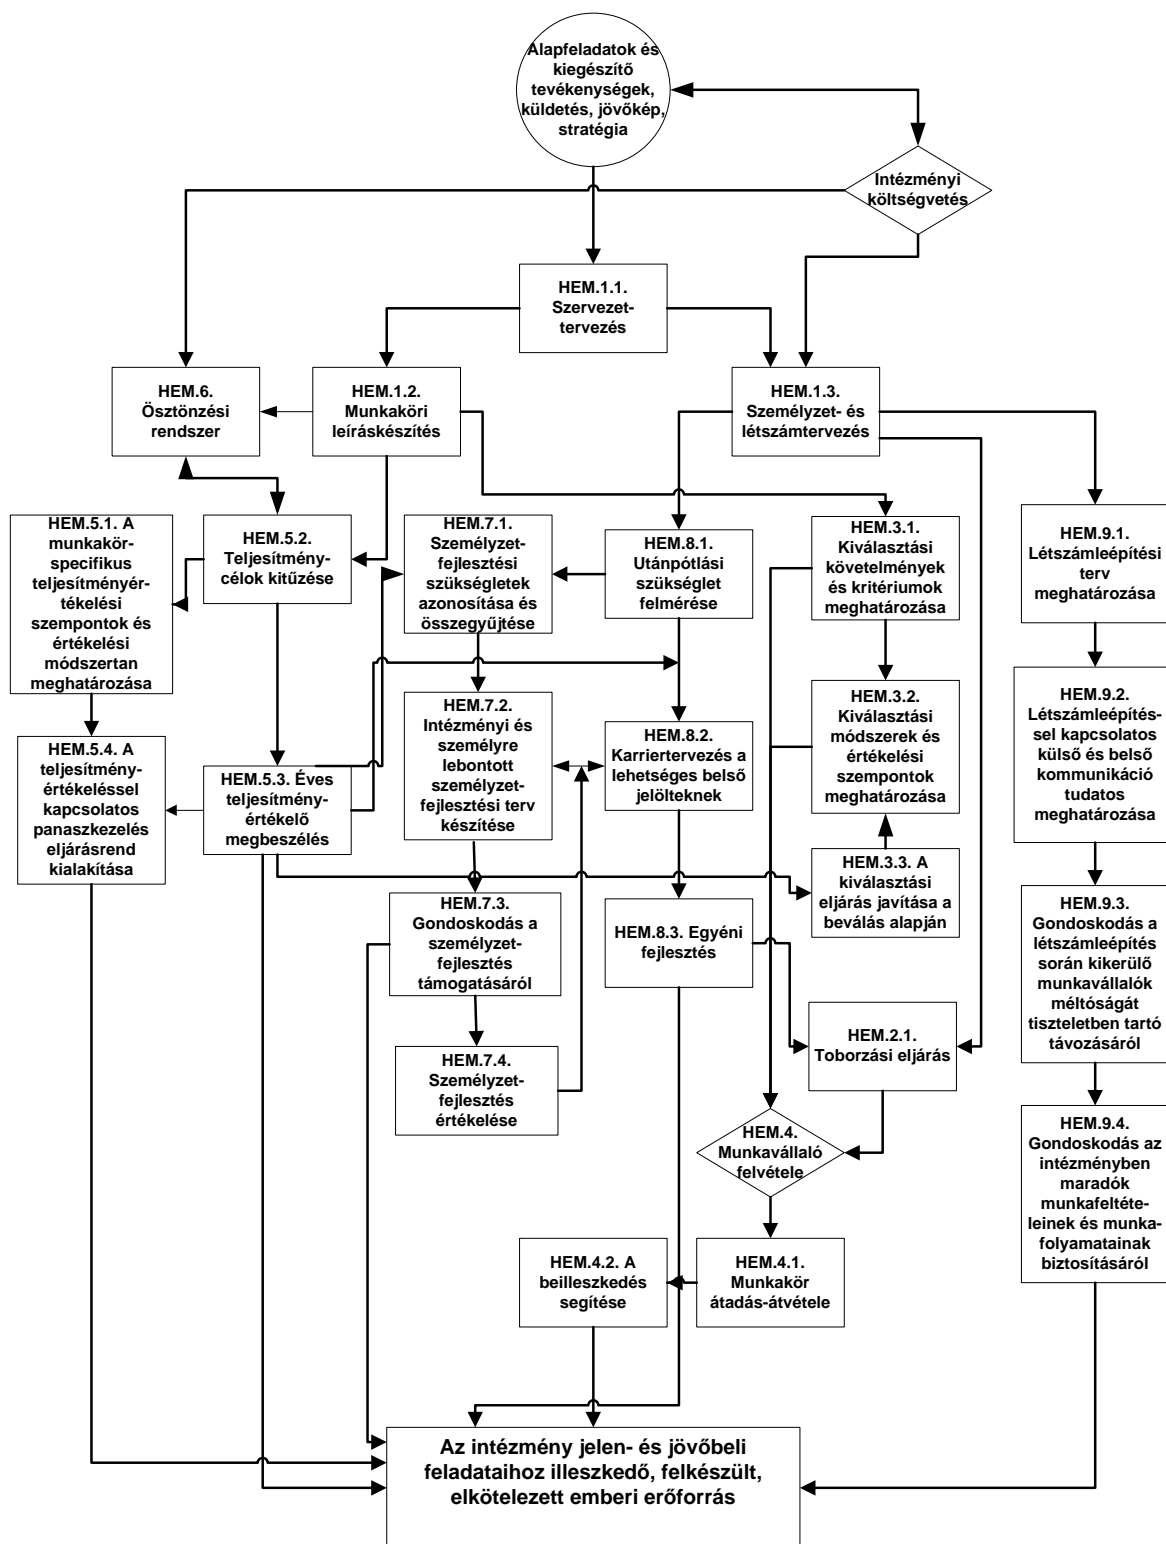 Alapfeladatok és
kiegészítő
tevékenységek,
küldetés, jövőkép,
stratégia
Intézményi
költségvetés
HEM.1.1.
Szervezet-
tervezés
HEM.6.
Ösztönzési
rendszer
HEM.1.2.
Munkaköri
leíráskészítés
HEM.1.3.
Személyzet- és
létszámtervezés
HEM.5.1. A
munkakör-
specifikus
teljesítményér-
tékelési
szempontok és
értékelési
módszertan
meghatározása
HEM.5.2.
Teljesítmény-
célok kitűzése
HEM.7.1.
Személyzet-
fejlesztési
szükségletek
azonosítása és
összegyűjtése
HEM.8.1.
Utánpótlási
szükséglet
felmérése
HEM.3.1.
Kiválasztási
követelmények
és kritériumok
meghatározása
HEM.9.1.
Létszámleépítési
terv
meghatározása
HEM.5.4. A
teljesítmény-
értékeléssel
kapcsolatos
panaszkezelés
eljárásrend
kialakítása
HEM.5.3. Éves
teljesítmény-
értékelő
megbeszélés
HEM.7.2.
Intézményi és
személyre
lebontott
személyzet-
fejlesztési terv
készítése
HEM.8.2.
Karriertervezés a
lehetséges belső
jelölteknek
HEM.3.2.
Kiválasztási
módszerek és
értékelési
szempontok
meghatározása
HEM.9.2.
Létszámleépítés-
sel kapcsolatos
külső és belső
kommunikáció
tudatos
meghatározása
HEM.7.3.
Gondoskodás a
személyzet-
fejlesztés
támogatásáról
HEM.8.3. Egyéni
fejlesztés
HEM.3.3. A
kiválasztási
eljárás javítása a
beválás alapján
HEM.9.3.
Gondoskodás a
létszámleépítés
során kikerülő
munkavállalók
méltóságát
tiszteletben tartó
távozásáról
HEM.7.4.
Személyzet-
fejlesztés
értékelése
HEM.2.1.
Toborzási eljárás
HEM.4.
Munkavállaló
felvétele
HEM.9.4.
Gondoskodás az
intézményben
maradók
munkafeltéte-
leinek és munka-
folyamatainak
biztosításáról
HEM.4.2. A
beilleszkedés
segítése
HEM.4.1.
Munkakör
átadás-átvétele
Az intézmény jelen- és jövőbeli
feladataihoz illeszkedő, felkészült,
elkötelezett emberi erőforrás